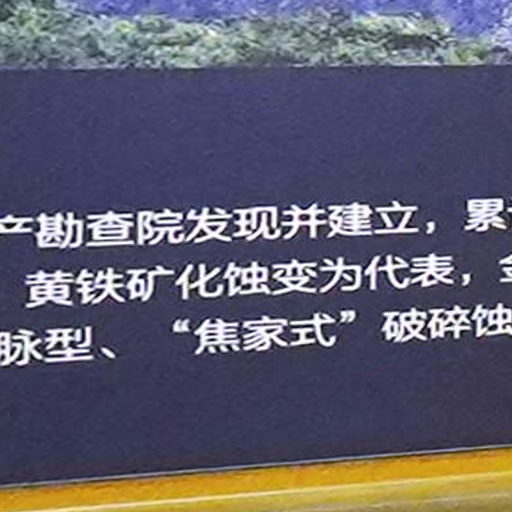 产勘查院发现并建立，累
黄铁矿化蚀变为代表，
脉型、“焦家式”破碎蚀